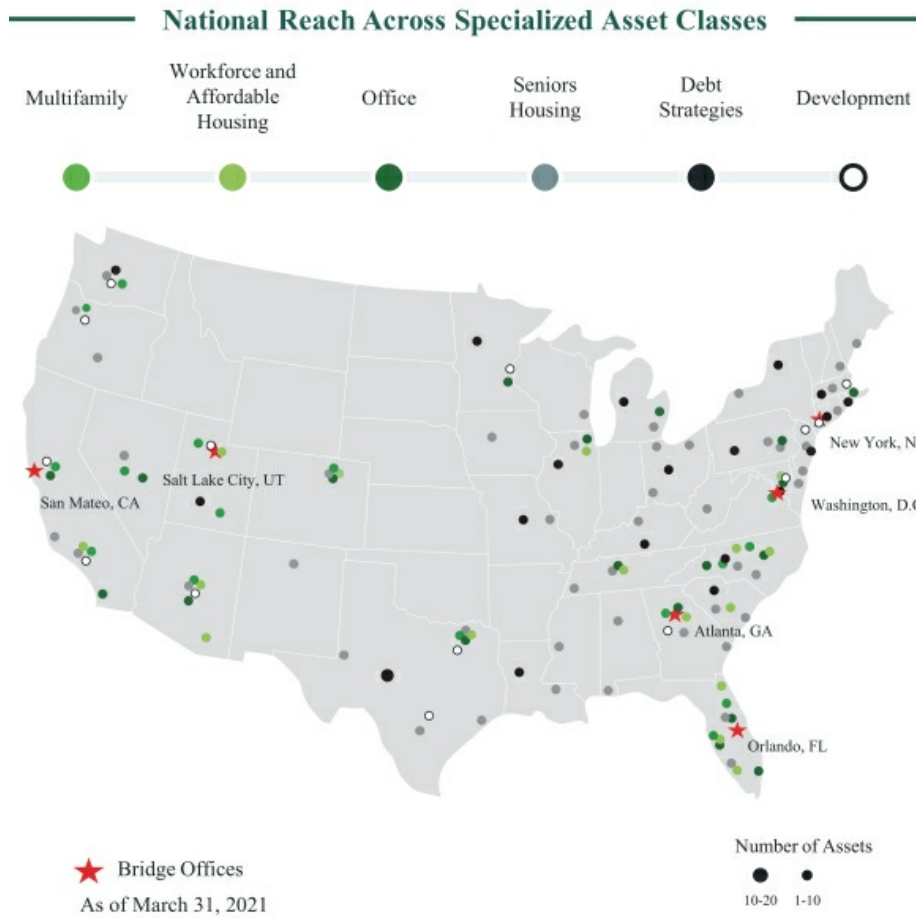 National Reach Across Specialized Asset Classes
Multifamily
Workforce and
Affordable
Housing
Office
Seniors
Housing
Debt
Strategies
Development
Salt Lake City, UT
San Mateo, CA
New York, N
Washington, D.C
Atlanta, GA
Orlando, FL
Bridge Offices
As of March 31, 2021
Number of Assets
10-20 1-10